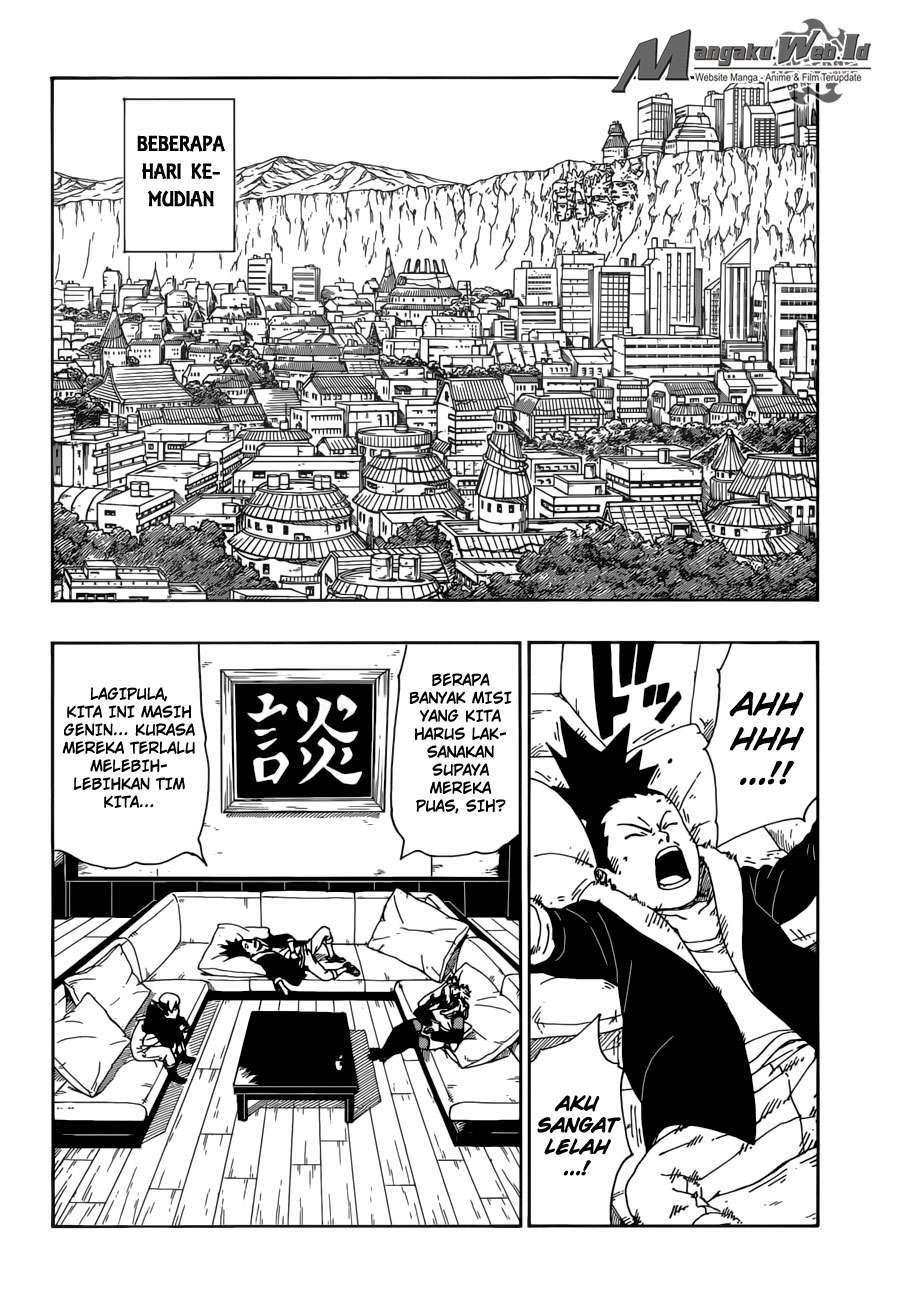 Mangaku.Web.Id
Website Manga - Anime & Film Terupdate
BEBERAPA
HARI KE-
MUDIAN
AHH
HHH
...!!
AKU
SANGAT
LELAH
...!
BERAPA
BANYAK MISI
YANG KITA
HARUS LAK-
SANAKAN
SUPAYA
MEREKA
PUAS, SIH?
談
LAGIPULA,
KITA INI MASIH
GENIN... KURASA
MEREKA TERLALU
MELEBIH-
LEBIHKAN TIM
KITA...